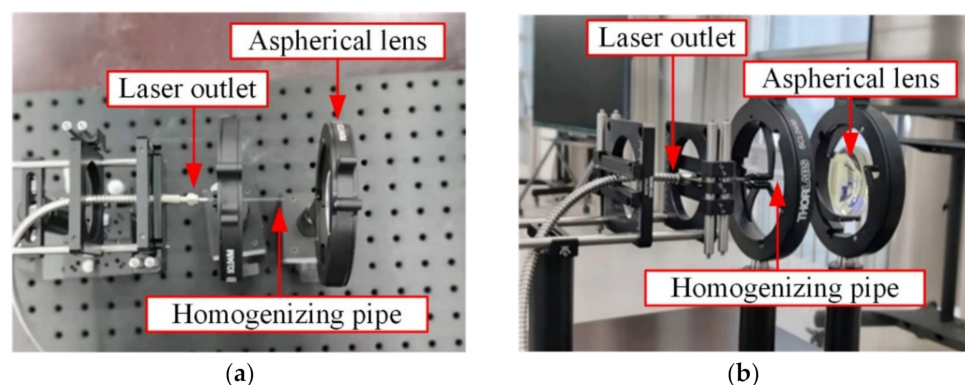 Aspherical lens
Laser outlet
Homogenizing pipe
(a)
Laser outlet
Aspherical lens
THORLABS
Homogenizing pipe
(b)